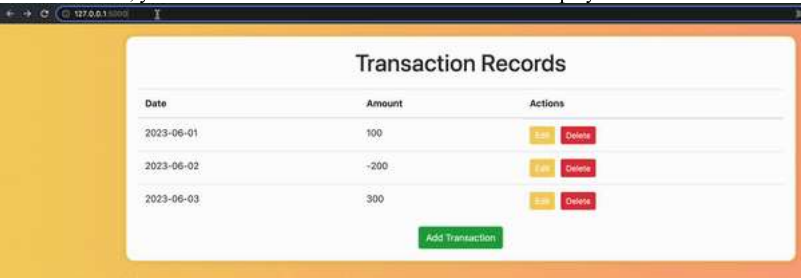 127.0.0.1:5000
Transaction Records
Date Amount Actions
2023-06-01 100 Edit Delete
2023-06-02 -200 Edit Delete
2023-06-03 300 Edit Delete
Add Transaction